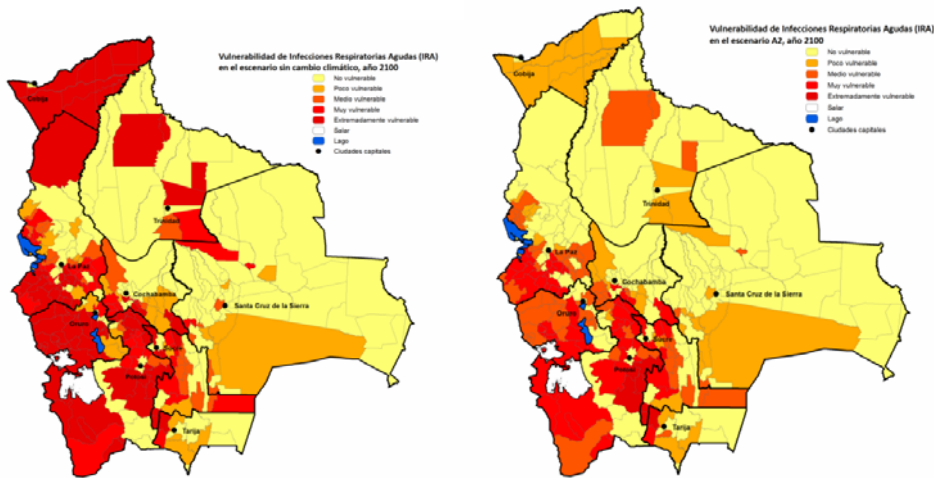 Vulnerabilidad de Infecciones Respiratorias Agudas (IRA)
en el escenario sin cambio climático, año 2100
No vulnerable
Poco vulnerable
Medio vulnerable
Muy vulnerable
Extremadamente vulnerable
Salar
Lago
Ciudades capitales
Cobija
Trinidad
La Paz
Cochabamba
Santa Cruz de la Sierra
Oruro
Sucre
Potosí
Tarija
Vulnerabilidad de Infecciones Respiratorias Agudas (IRA)
en el escenario A2, año 2100
No vulnerable
Poco vulnerable
Medio vulnerable
Muy vulnerable
Extremadamente vulnerable
Salar
Lago
Ciudades capitales
Cobija
Trinidad
La Paz
Cochabamba
Santa Cruz de la Sierra
Oruro
Sucre
Potosí
Tarija